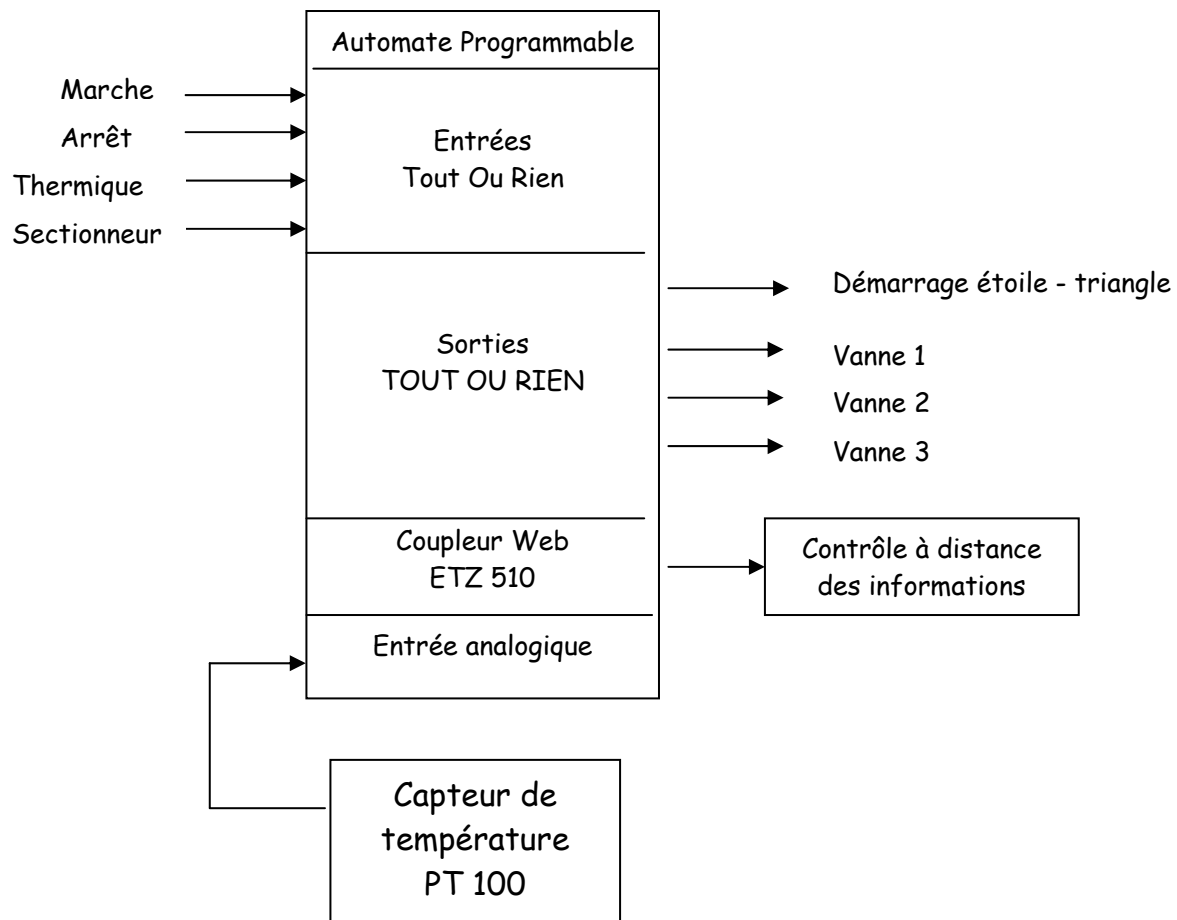 Automate Programmable
Marche
Arrêt
Thermique
Sectionneur
Entrées
Tout Ou Rien
Sorties
TOUT OU RIEN
Démarrage étoile - triangle
Vanne 1
Vanne 2
Vanne 3
Coupleur Web
ETZ 510
Contrôle à distance
des informations
Entrée analogique
Capteur de
température
PT 100